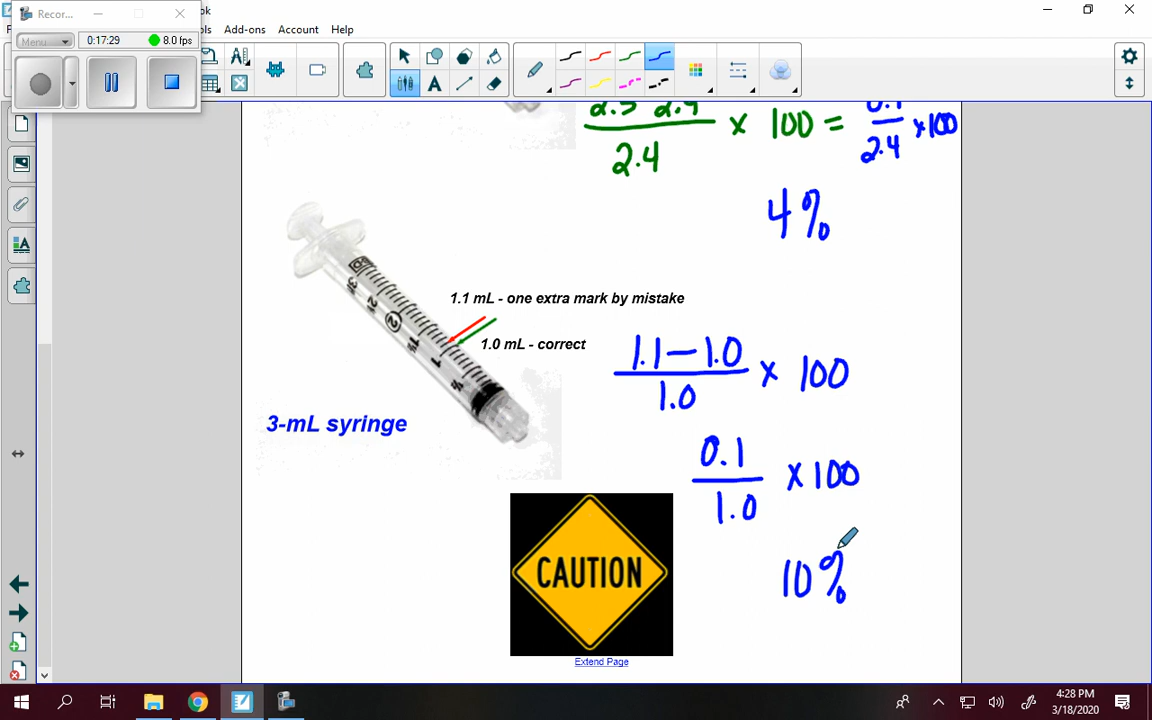 Recor...
ok
Menu
0:17:29
8.0 fps
ols Add-ons Account Help
2.4
× 100 =
2.4
×100
4%
1.1 mL - one extra mark by mistake
1.0 mL - correct
3-mL syringe
1.1 — 1.0
1.0
× 100
0.1
1.0
×100
10%
CAUTION
Extend Page
4:28 PM
3/18/2020